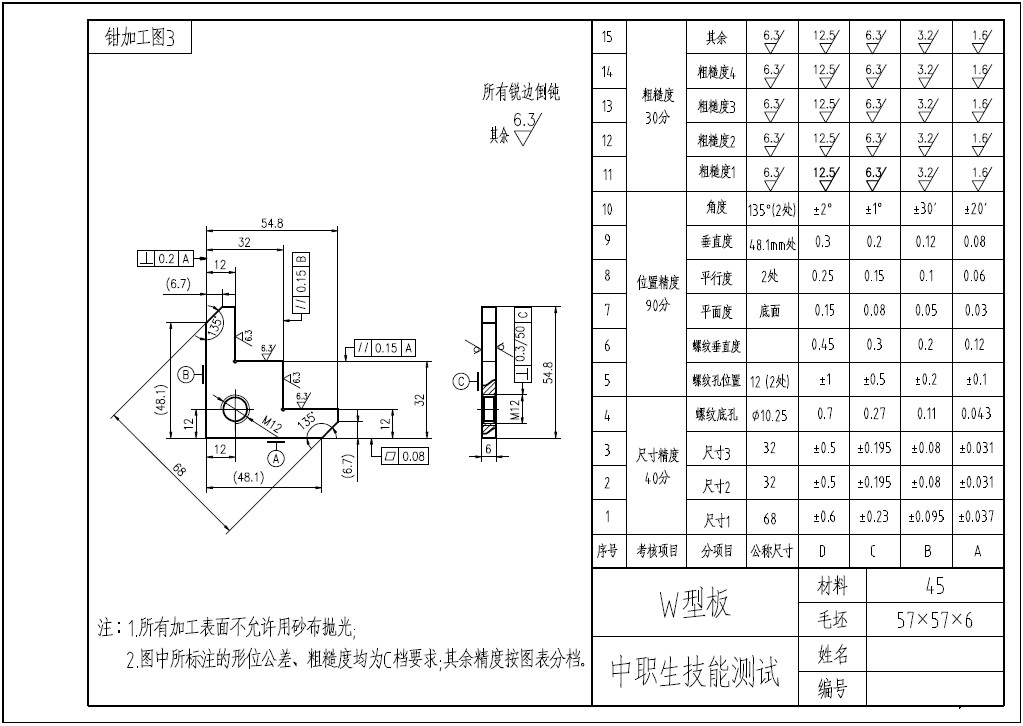 钳加工图3
所有锐边倒钝
其余 6.3
54.8
32
⊥ 0.2 A
12
(6.7)
// 0.15 B
135°
6.3
6.3
// 0.15 A
B
6.3
6.3
(48.1)
12
M12
135°
12
32
A
⏥ 0.08
12
(48.1)
(6.7)
68
C
⊥ 0.3/50 C
M12
54.8
6
15 其余 6.3 12.5 6.3 3.2 1.6
14 粗糙度4 6.3 12.5 6.3 3.2 1.6
粗糙度
30分
13 粗糙度3 6.3 12.5 6.3 3.2 1.6
12 粗糙度2 6.3 12.5 6.3 3.2 1.6
11 粗糙度1 6.3 12.5 6.3 3.2 1.6
10 角度 135°(2处) ±2° ±1° ±30′ ±20′
9 垂直度 48.1mm处 0.3 0.2 0.12 0.08
8 平行度 2处 0.25 0.15 0.1 0.06
位置精度
90分
7 平面度 底面 0.15 0.08 0.05 0.03
6 螺纹垂直度 0.45 0.3 0.2 0.12
5 螺纹孔位置 12 (2处) ±1 ±0.5 ±0.2 ±0.1
4 螺纹底孔 ϕ10.25 0.7 0.27 0.11 0.043
3 尺寸3 32 ±0.5 ±0.195 ±0.08 ±0.031
尺寸精度
40分
2 尺寸2 32 ±0.5 ±0.195 ±0.08 ±0.031
1 尺寸1 68 ±0.6 ±0.23 ±0.095 ±0.037
序号 考核项目 分项目 公称尺寸 D C B A
W型板
材料 45
毛坯 57×57×6
中职生技能测试
姓名
编号
注：1.所有加工表面不允许用砂布抛光;
2.图中所标注的形位公差、粗糙度均为C档要求;其余精度按图表分档。